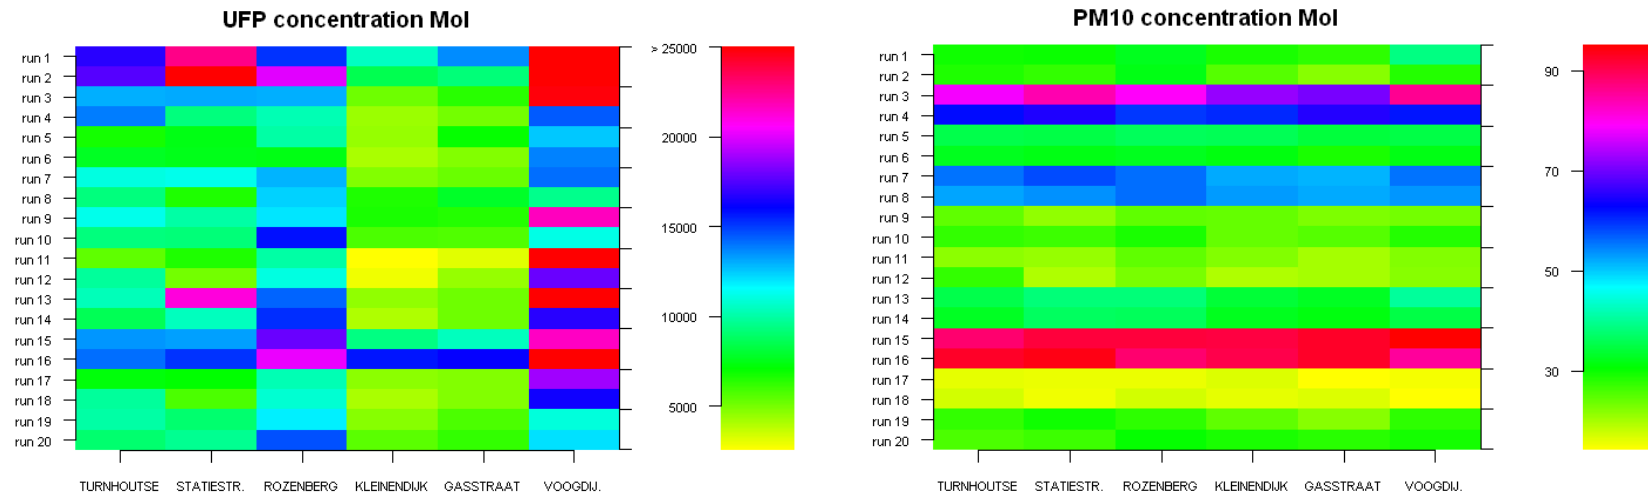 UFP concentration Mol
run 1
run 2
run 3
run 4
run 5
run 6
run 7
run 8
run 9
run 10
run 11
run 12
run 13
run 14
run 15
run 16
run 17
run 18
run 19
run 20
TURNHOUTSE STATIESTR. ROZENBERG KLEINENDIJK GASSTRAAT VOOGDIJ.
> 25000
20000
15000
10000
5000
PM10 concentration Mol
run 1
run 2
run 3
run 4
run 5
run 6
run 7
run 8
run 9
run 10
run 11
run 12
run 13
run 14
run 15
run 16
run 17
run 18
run 19
run 20
TURNHOUTSE STATIESTR. ROZENBERG KLEINENDIJK GASSTRAAT VOOGDIJ.
90
70
50
30